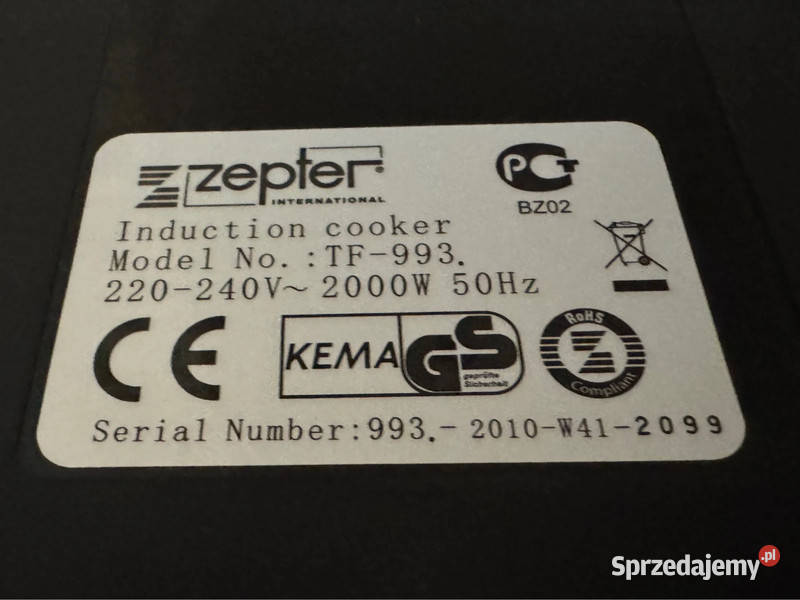 zepter
INTERNATIONAL
PCT
BZ02
Induction cooker
Model No.:TF-993.
220-240V~ 2000W 50Hz
CE
KEMA
GS
geprüfte
Sicherheit
RoHS
Compliant
Serial Number:993.-2010-W41-2099
Sprzedajemy.pl